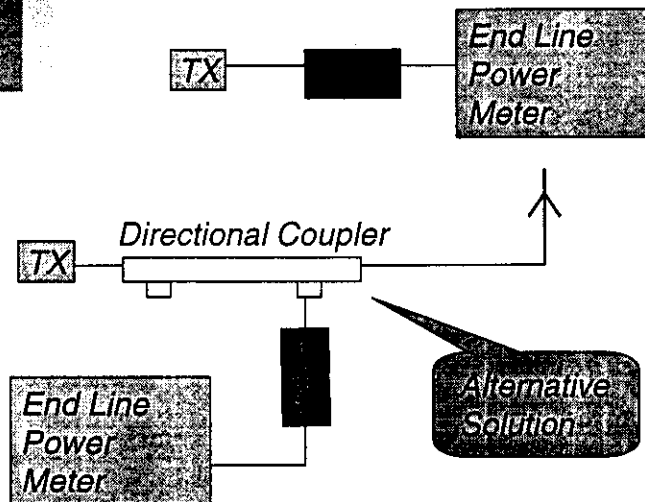 TX
End Line
Power
Meter
Directional Coupler
TX
Alternative
Solution
End Line
Power
Meter